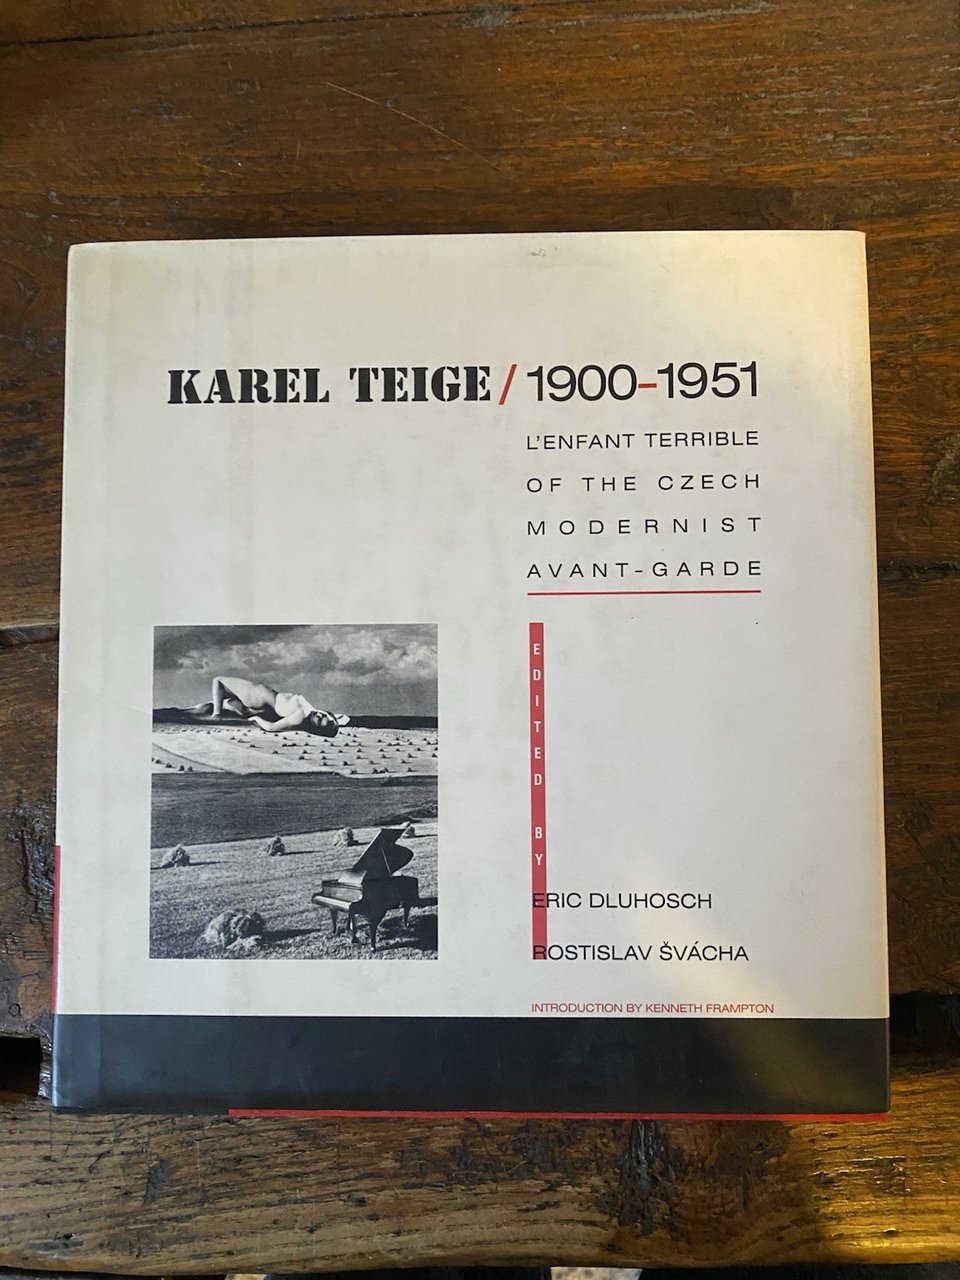 KAREL TEIGE / 1900-1951
L'ENFANT TERRIBLE
OF THE CZECH
MODERNIST
AVANT-GARDE
EDITED BY
ERIC DLUHOSCH
ROSTISLAV ŠVÁCHA
INTRODUCTION BY KENNETH FRAMPTON